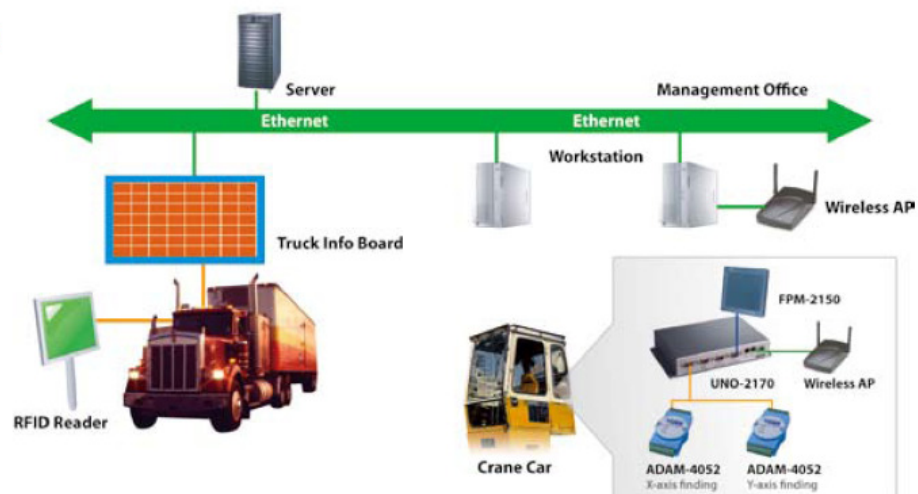 Server
Management Office
Ethernet
Ethernet
Workstation
Wireless AP
Truck Info Board
FPM-2150
UNO-2170
Wireless AP
RFID Reader
Crane Car
ADAM-4052
X-axis finding
ADAM-4052
Y-axis finding